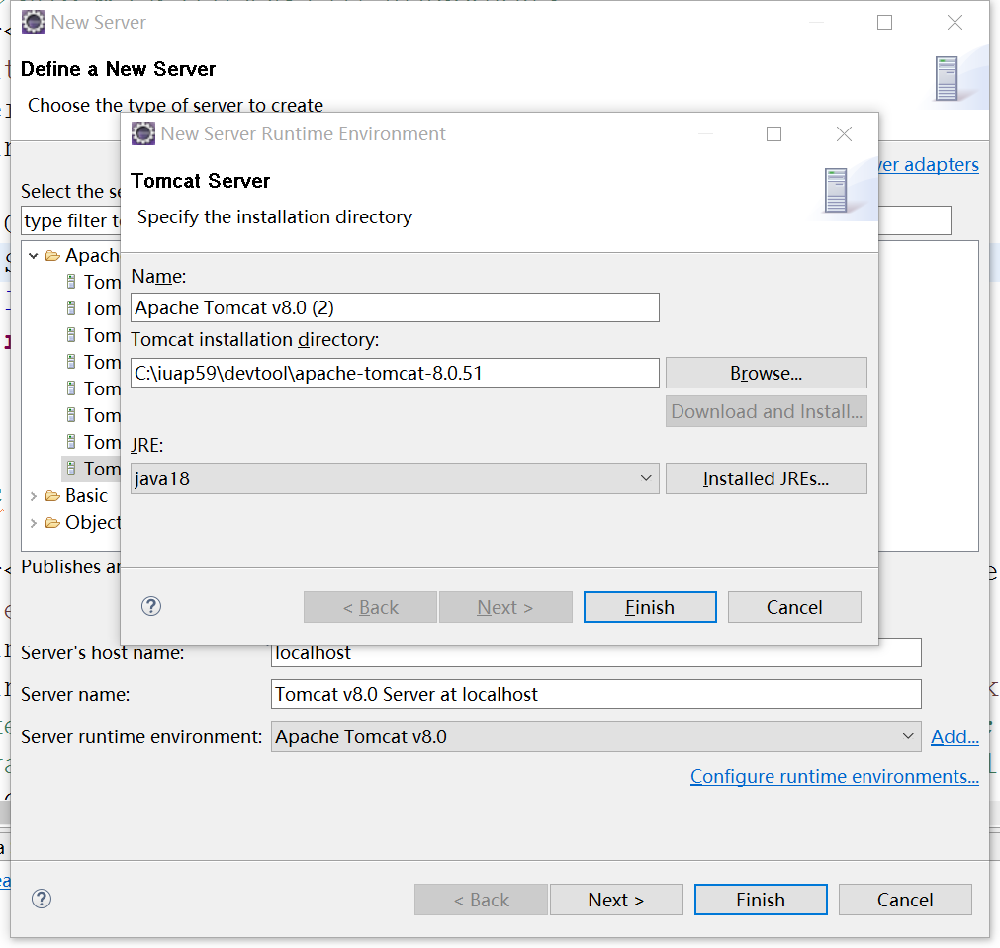 New Server
Define a New Server
Choose the type of server to create
New Server Runtime Environment
ver adapters
Tomcat Server
Select the se
Specify the installation directory
type filter te
Apach
Name:
Tom
Apache Tomcat v8.0 (2)
Tom
Tomcat installation directory:
Tom
Tom
C:\iuap59\devtool\apache-tomcat-8.0.51
Browse...
Tom
Tom
Download and Install...
Tom
JRE:
Tom
java18
Installed JREs...
Basic
Object
Publishes an
< Back
Next >
Finish
Cancel
Server's host name:
localhost
Server name:
Tomcat v8.0 Server at localhost
Server runtime environment:
Apache Tomcat v8.0
Add...
Configure runtime environments...
< Back
Next >
Finish
Cancel